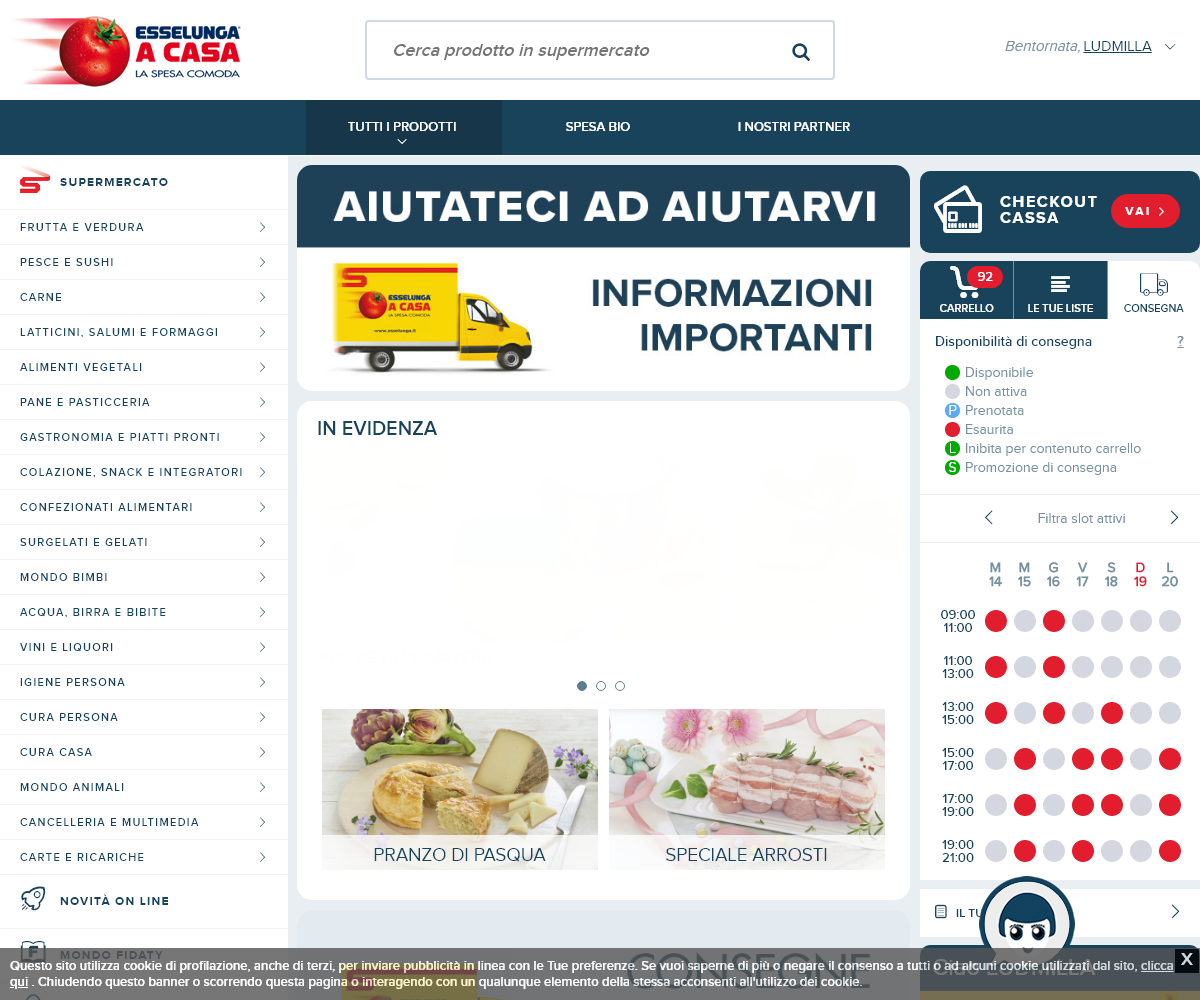 ESSELUNGA
A CASA
LA SPESA COMODA
Cerca prodotto in supermercato
Bentornata, LUDMILLA
TUTTI I PRODOTTI
SPESA BIO
I NOSTRI PARTNER
SUPERMERCATO
FRUTTA E VERDURA
PESCE E SUSHI
CARNE
LATTICINI, SALUMI E FORMAGGI
ALIMENTI VEGETALI
PANE E PASTICCERIA
GASTRONOMIA E PIATTI PRONTI
COLAZIONE, SNACK E INTEGRATORI
CONFEZIONATI ALIMENTARI
SURGELATI E GELATI
MONDO BIMBI
ACQUA, BIRRA E BIBITE
VINI E LIQUORI
IGIENE PERSONA
CURA PERSONA
CURA CASA
MONDO ANIMALI
CANCELLERIA E MULTIMEDIA
CARTE E RICARICHE
NOVITÀ ON LINE
MONDO FIDATY
AIUTATECI AD AIUTARVI
ESSELUNGA
A CASA
LA SPESA COMODA
www.esselunga.it
INFORMAZIONI
IMPORTANTI
IN EVIDENZA
PRANZO DI PASQUA
SPECIALE ARROSTI
CONSEGNE
CHECKOUT
CASSA
VAI
92
CARRELLO
LE TUE LISTE
CONSEGNA
Disponibilità di consegna
?
Disponibile
Non attiva
P Prenotata
Esaurita
L Inibita per contenuto carrello
S Promozione di consegna
Filtra slot attivi
M M G V S D L
14 15 16 17 18 19 20
09:00
11:00
11:00
13:00
13:00
15:00
15:00
17:00
17:00
19:00
19:00
21:00
IL TU
Ciao LUDMILLA
Questo sito utilizza cookie di profilazione, anche di terzi, per inviare pubblicità in linea con le Tue preferenze. Se vuoi saperne di più o negare il consenso a tutti o ad alcuni cookie utilizzati dal sito, clicca
qui . Chiudendo questo banner o scorrendo questa pagina o interagendo con un qualunque elemento della stessa acconsenti all'utilizzo dei cookie.
X